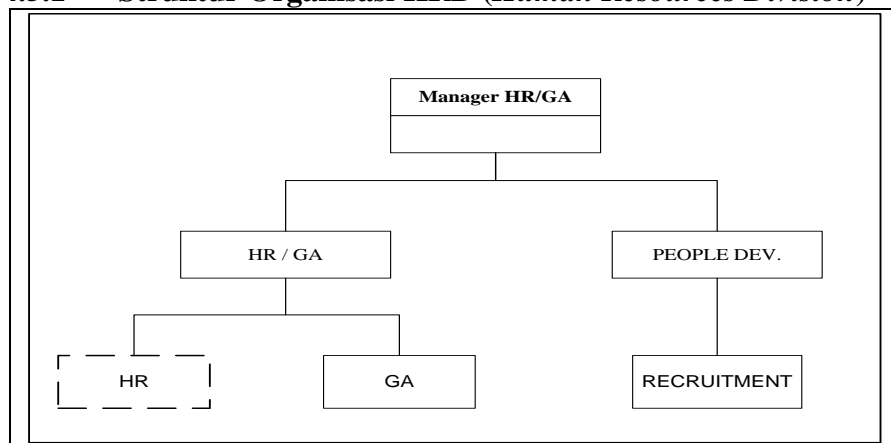 Struktur Organisasi HRD (Human Resources Division)
Manager HR/GA
HR / GA
PEOPLE DEV.
HR
GA
RECRUITMENT